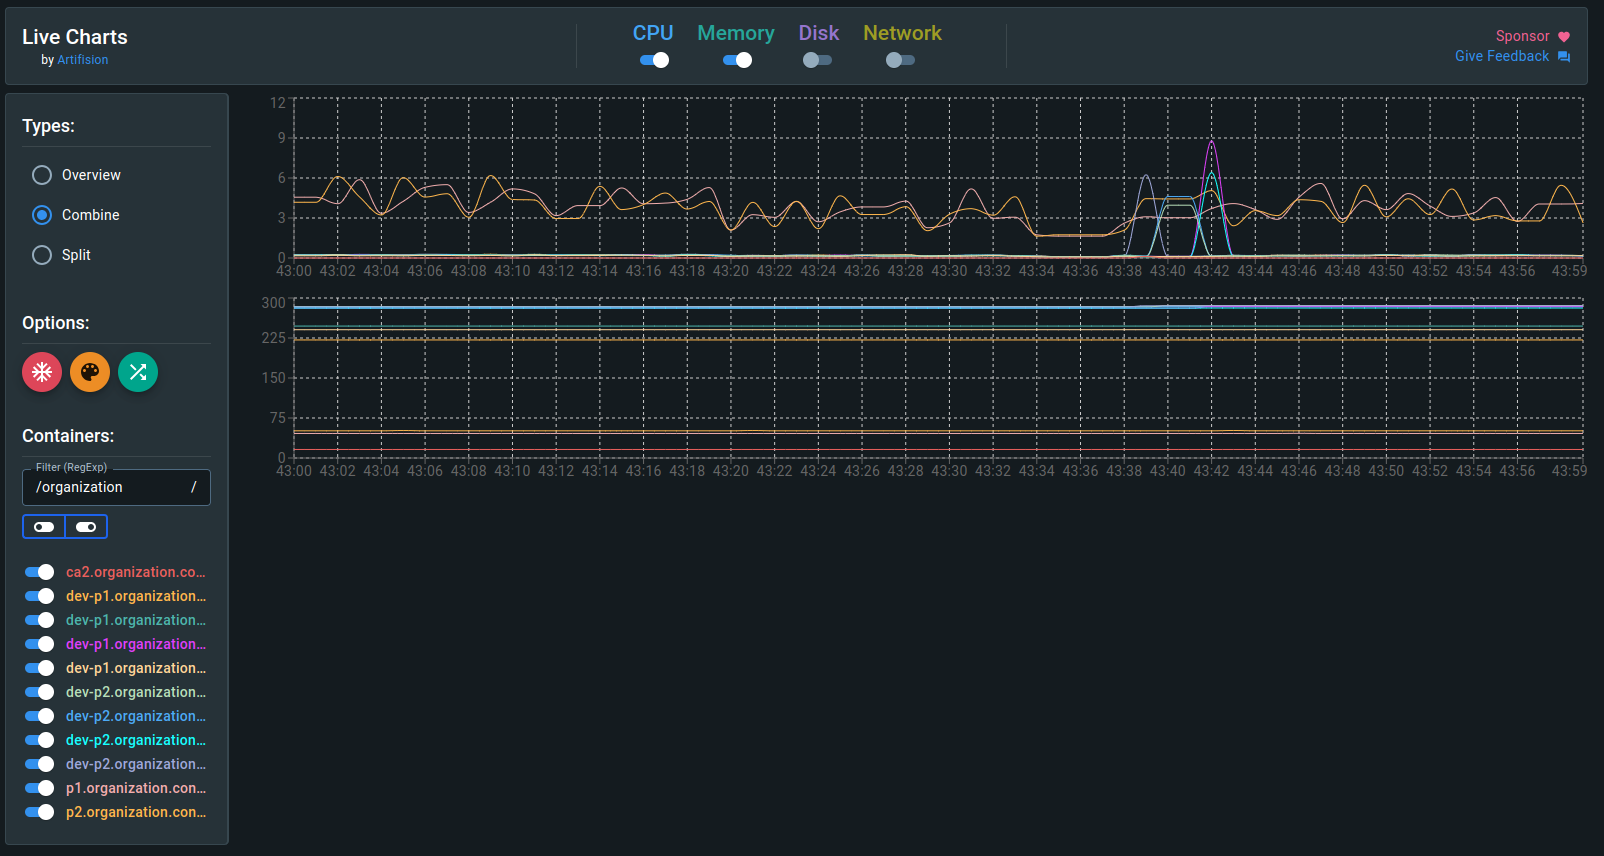 Live Charts
by Artifision
CPU Memory Disk Network
Sponsor
Give Feedback
Types:
Overview
Combine
Split
Options:
Containers:
Filter (RegExp)
/organization /
ca2.organization.co...
dev-p1.organization...
dev-p1.organization...
dev-p1.organization...
dev-p1.organization...
dev-p2.organization...
dev-p2.organization...
dev-p2.organization...
dev-p2.organization...
p1.organization.con...
p2.organization.con...
12
9
6
3
0
43:00 43:02 43:04 43:06 43:08 43:10 43:12 43:14 43:16 43:18 43:20 43:22 43:24 43:26 43:28 43:30 43:32 43:34 43:36 43:38 43:40 43:42 43:44 43:46 43:48 43:50 43:52 43:54 43:56 43:59
300
225
150
75
0
43:00 43:02 43:04 43:06 43:08 43:10 43:12 43:14 43:16 43:18 43:20 43:22 43:24 43:26 43:28 43:30 43:32 43:34 43:36 43:38 43:40 43:42 43:44 43:46 43:48 43:50 43:52 43:54 43:56 43:59